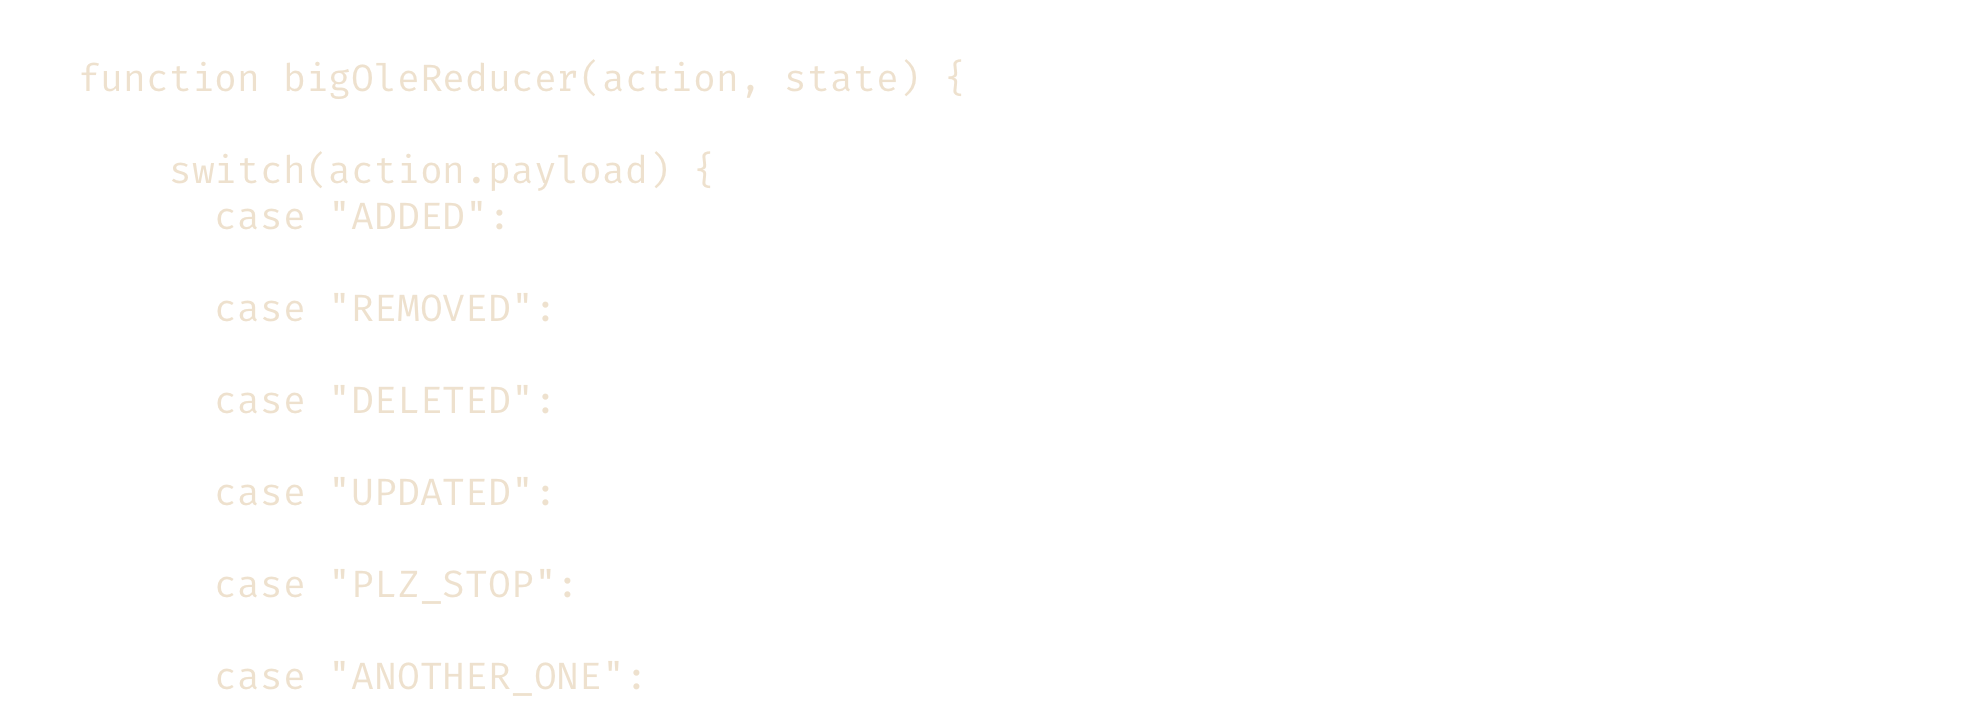 function bigOleReducer(action, state) {
switch(action.payload) {
case "ADDED":
case "REMOVED":
case "DELETED":
case "UPDATED":
case "PLZ_STOP":
case "ANOTHER_ONE":